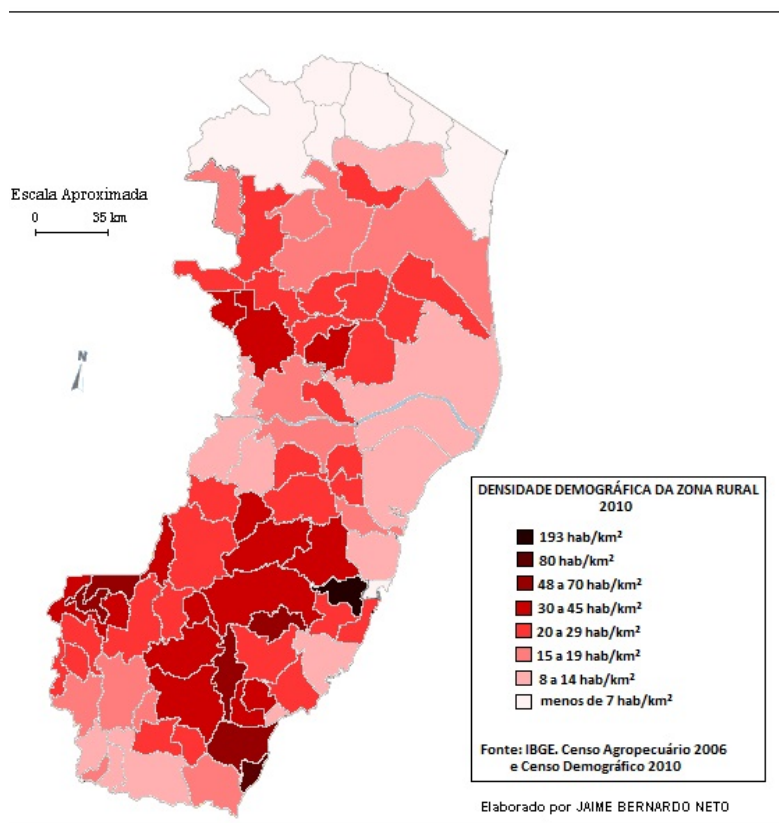 Escala Aproximada
0 35 km
N
DENSIDADE DEMOGRÁFICA DA ZONA RURAL
2010
193 hab/km²
80 hab/km²
48 a 70 hab/km²
30 a 45 hab/km²
20 a 29 hab/km²
15 a 19 hab/km²
8 a 14 hab/km²
menos de 7 hab/km²
Fonte: IBGE. Censo Agropecuário 2006
e Censo Demográfico 2010
Elaborado por JAIME BERNARDO NETO